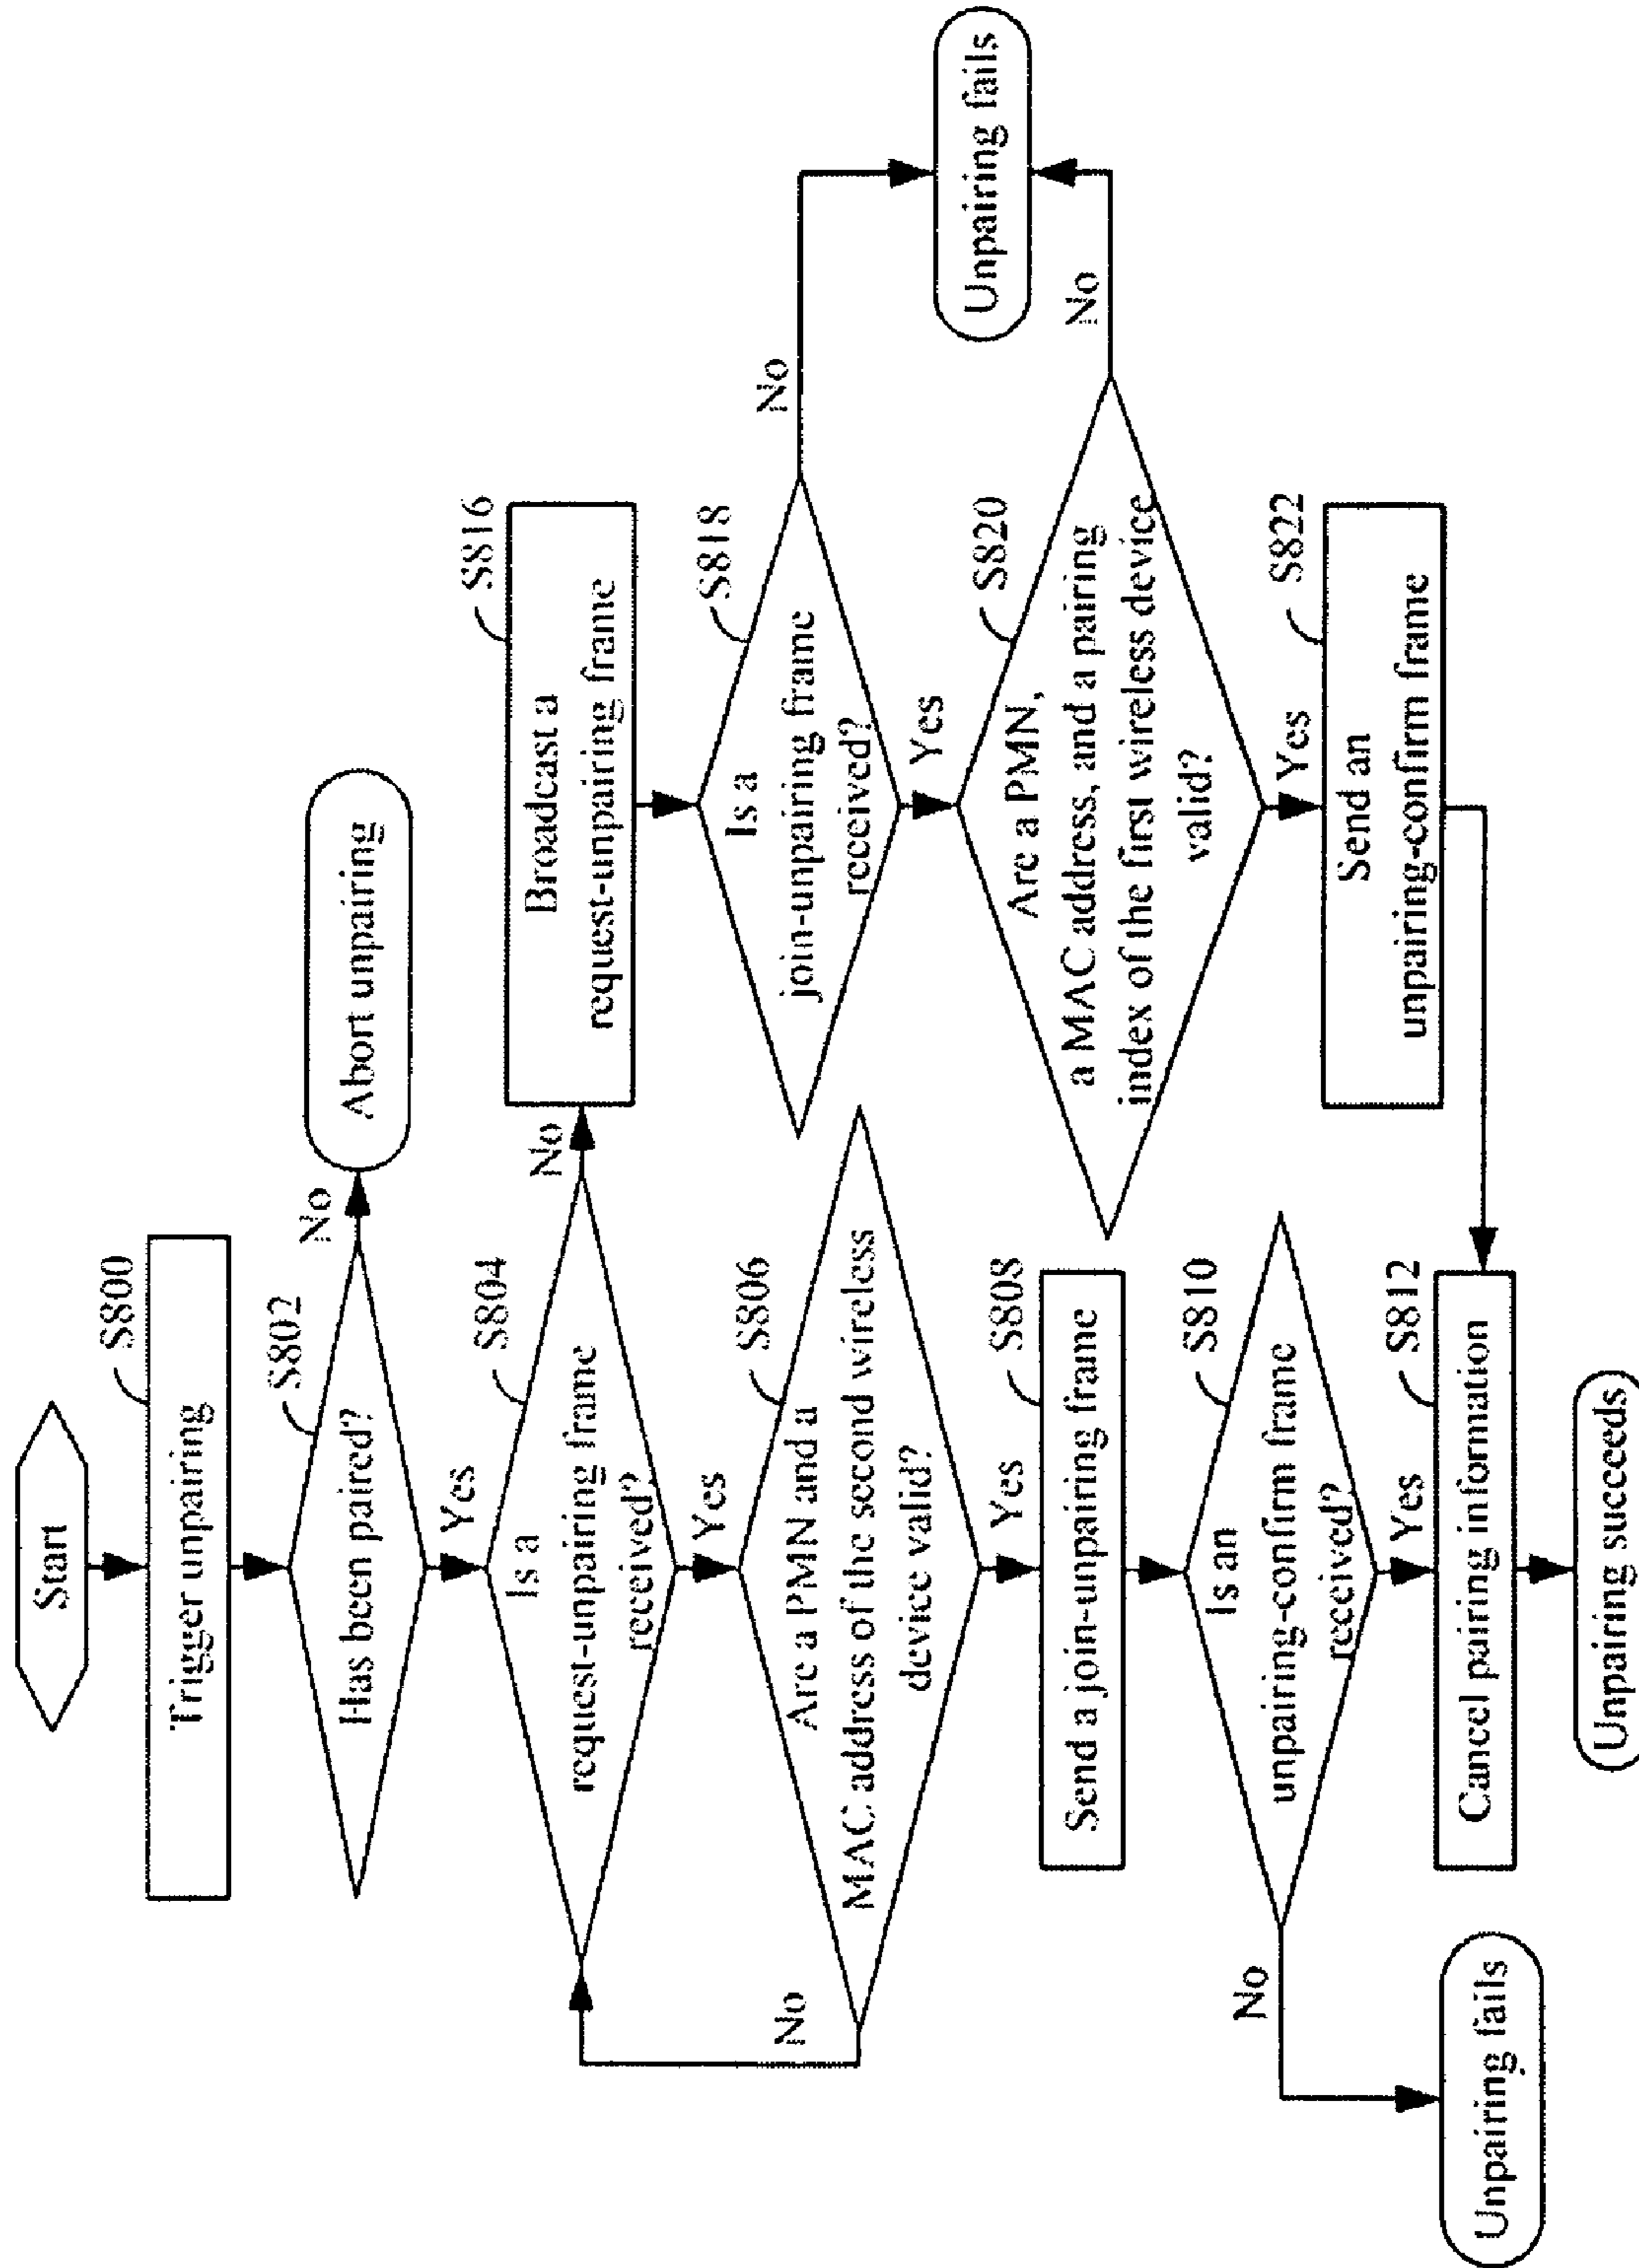 Start
S800
Trigger unpairing
S802
Has been paired?
No
Abort unpairing
Yes
S804
Is a
request-unpairing frame
received?
No
S816
Broadcast a
request-unpairing frame
Yes
S806
Are a PMN and a
MAC address of the second wireless
device valid?
No
Yes
S808
Send a join-unpairing frame
S810
Is an
unpairing-confirm frame
received?
No
Unpairing fails
Yes
S812
Cancel pairing information
Unpairing succeeds
S818
Is a
join-unpairing frame
received?
No
Unpairing fails
Yes
S820
Are a PMN,
a MAC address, and a pairing
index of the first wireless device
valid?
No
Yes
S822
Send an
unpairing-confirm frame